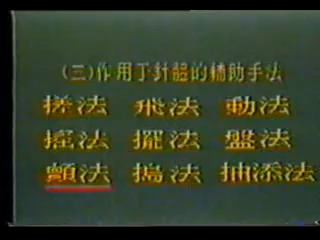 (三)作用于針體的輔助手法
搓法 飛法 動法
搖法 擺法 盤法
顫法 搗法 抽添法